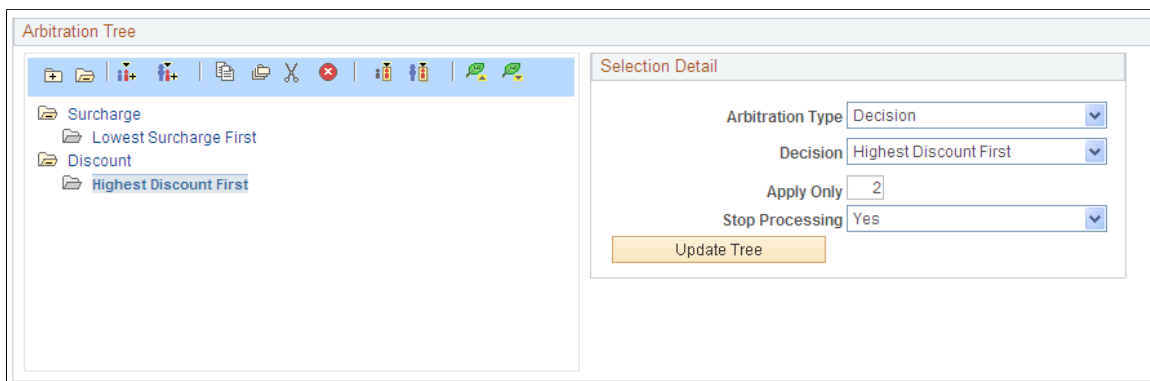 Arbitration Tree
Surcharge
Lowest Surcharge First
Discount
Highest Discount First
Selection Detail
Arbitration Type Decision
Decision Highest Discount First
Apply Only 2
Stop Processing Yes
Update Tree